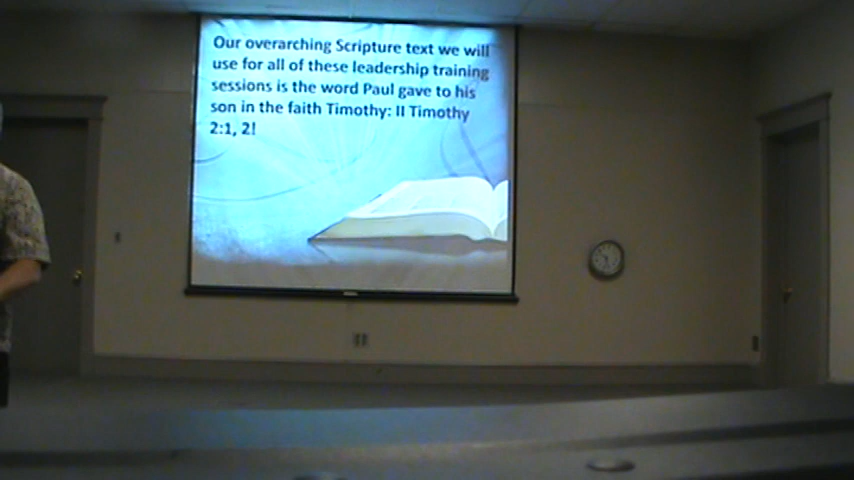 Our overarching Scripture text we will
use for all of these leadership training
sessions is the word Paul gave to his
son in the faith Timothy: II Timothy
2:1, 2!